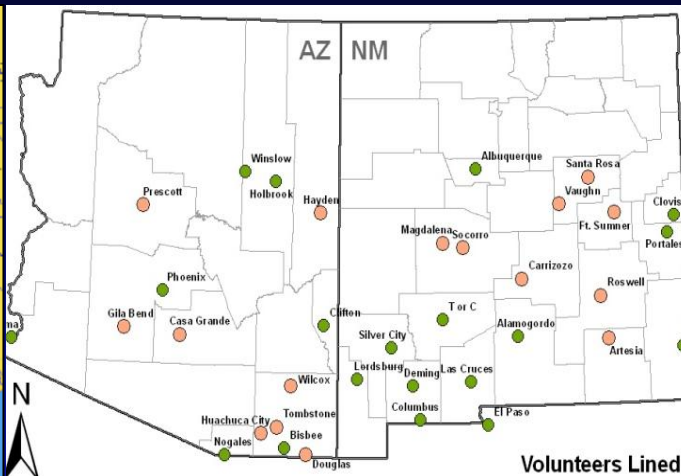 AZ NM
Winslow
Albuquerque
Holbrook
Santa Rosa
Prescott
Hayden
Vaughn
Clovis
Ft. Sumner
Magdalena
Socorro
Portales
Phoenix
Carrizozo
Roswell
Gila Bend
Casa Grande
Clifton
T or C
Silver City
Alamogordo
ma
Artesia
Lordsburg
Deming
Las Cruces
Wilcox
N
Huachuca City
Tombstone
Columbus
El Paso
Nogales
Bisbee
Douglas
Volunteers Lined